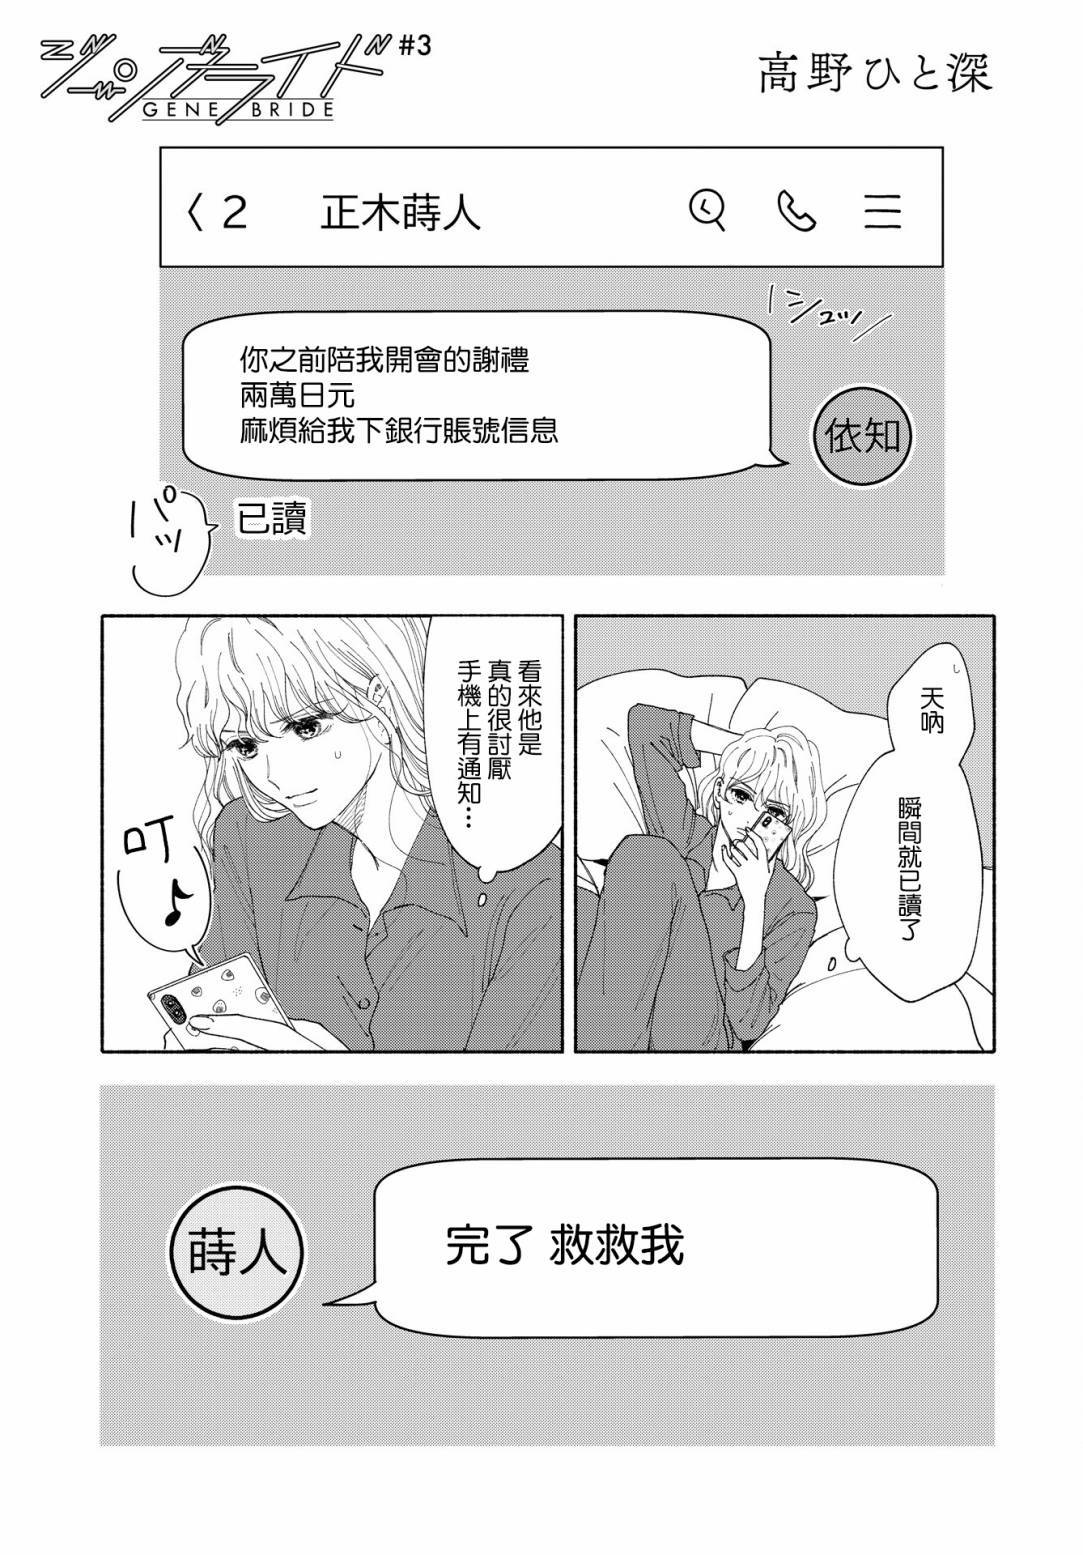 ジーンブライド #3
GENE BRIDE
高野ひと深
〈 2 正木蒔人
シュッ
你之前陪我開會的謝禮
兩萬日元
麻煩給我下銀行賬號信息
依知
パッ
已讀
天吶
瞬間就已讀了
看來他是
真的很討厭
手機上有通知…
叮♪
蒔人
完了 救救我